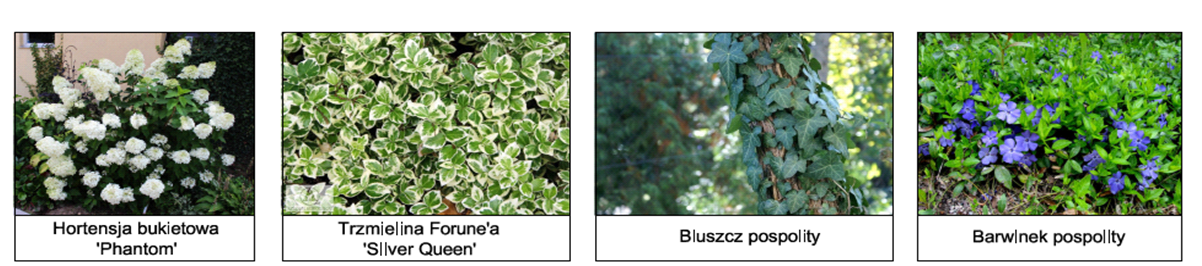 Hortensja bukietowa
'Phantom'
Trzmielina Forune'a
'Silver Queen'
Bluszcz pospolity
Barwinek pospolity